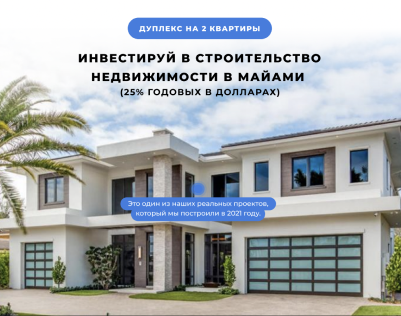 ДУПЛЕКС НА 2 КВАРТИРЫ
ИНВЕСТИРУЙ В СТРОИТЕЛЬСТВО
НЕДВИЖИМОСТИ В МАЙАМИ
(25% ГОДОВЫХ В ДОЛЛАРАХ)
Это один из наших реальных проектов,
который мы построили в 2021 году.